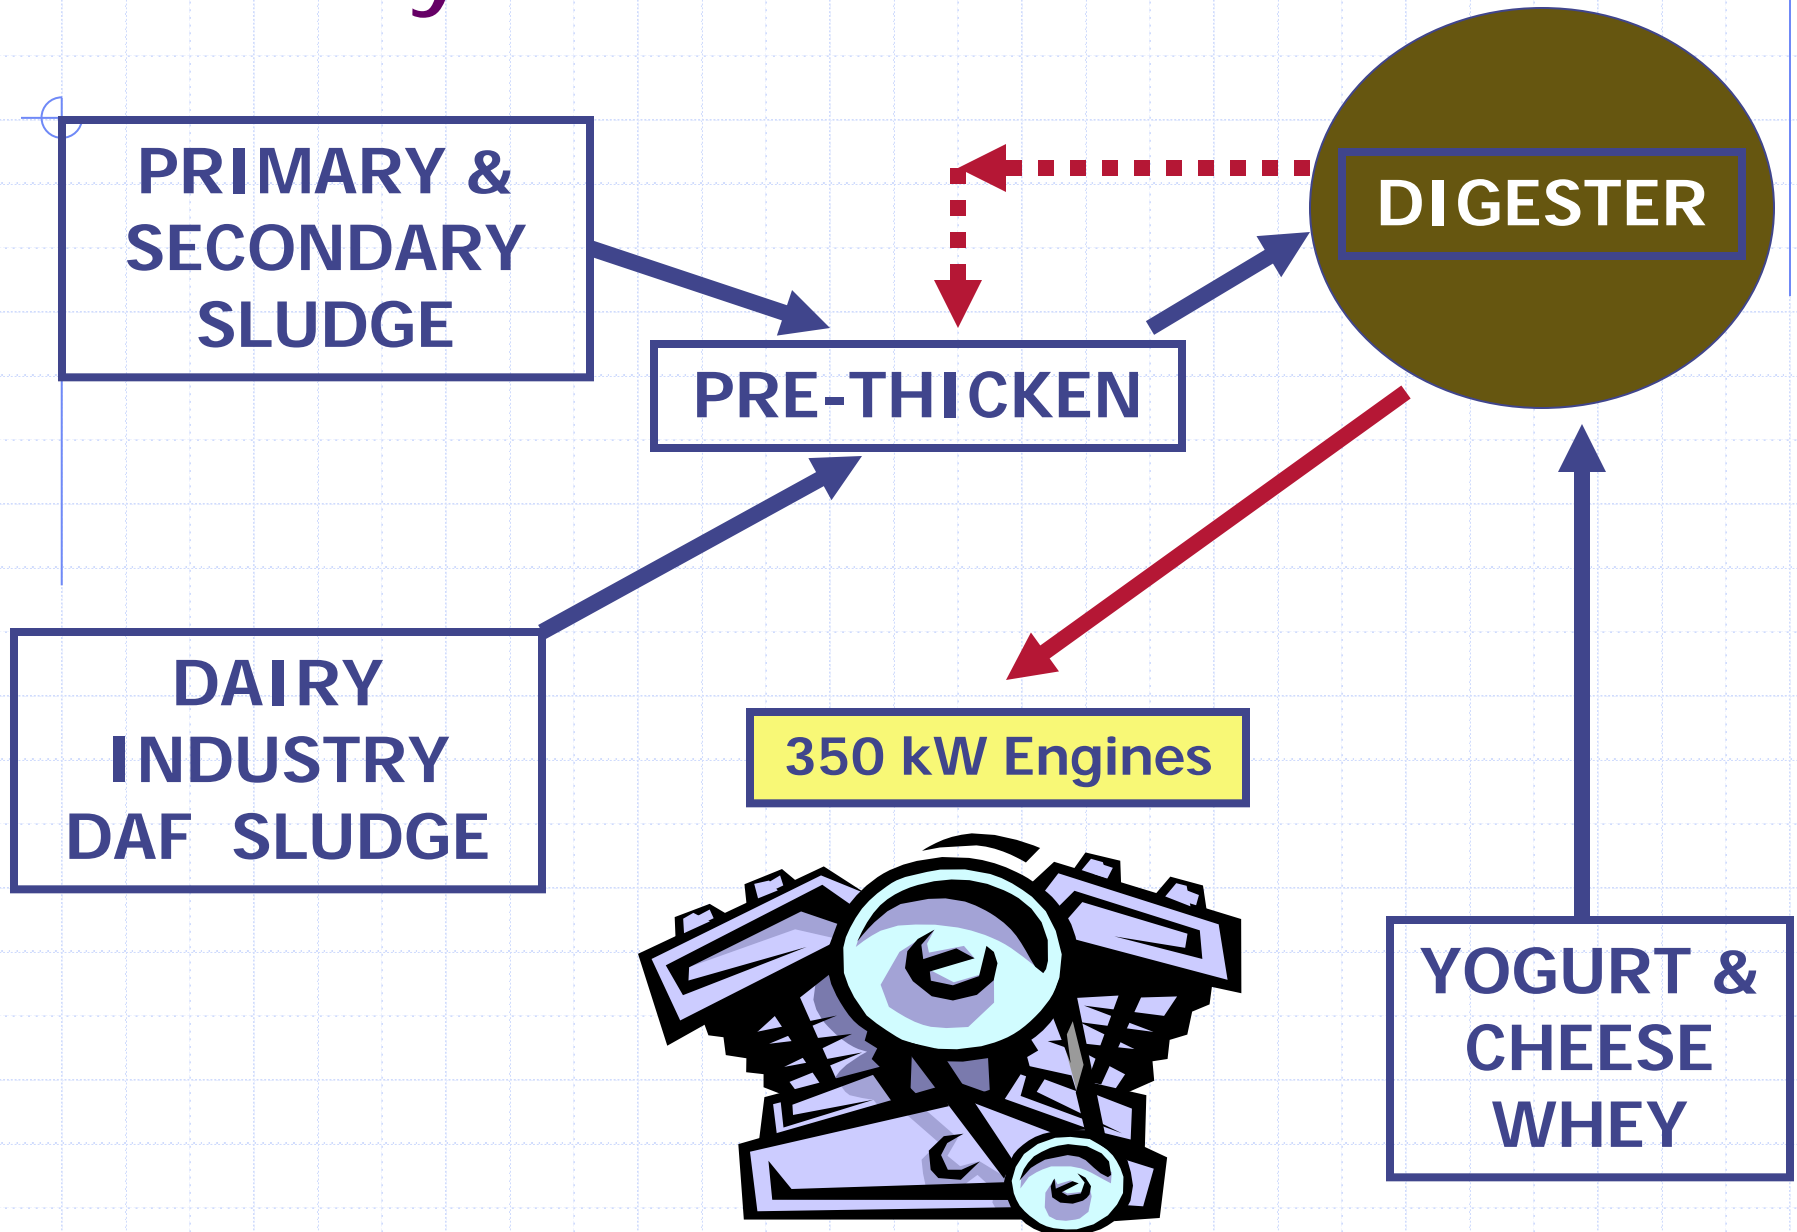 PRIMARY &
SECONDARY
SLUDGE
DIGESTER
PRE-THICKEN
DAIRY
INDUSTRY
DAF SLUDGE
350 kW Engines
YOGURT &
CHEESE
WHEY